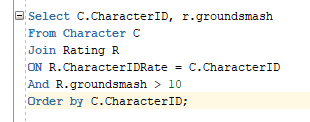 Select C.CharacterID, r.groundsmash
From Character C
Join Rating R
ON R.CharacterIDRate = C.CharacterID
And R.groundsmash > 10
Order by C.CharacterID;